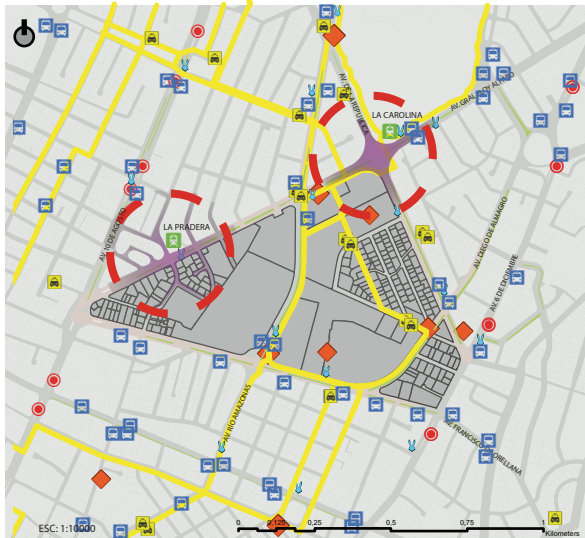 AV. DE LA REPUBLICA
LA CAROLINA
AV. GRAL. ELOY ALFARO
AV. 10 DE AGOSTO
LA PRADERA
AV. DIEGO DE ALMAGRO
AV. 6 DE DICIEMBRE
AV. RIO AMAZONAS
AV. FRANCISCO DE ORELLANA
ESC: 1:10000
0 0,125 0,25 0,5 0,75 1
Kilometers